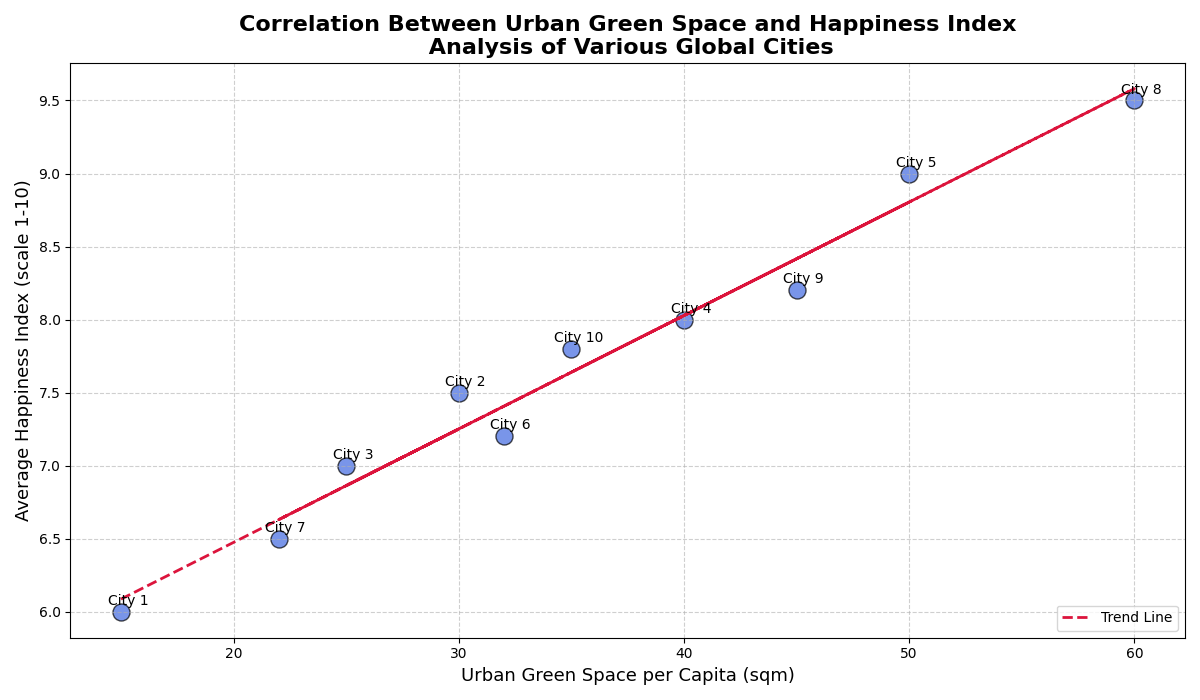 Correlation Between Urban Green Space and Happiness Index
Analysis of Various Global Cities
Average Happiness Index (scale 1-10)
9.5
9.0
8.5
8.0
7.5
7.0
6.5
6.0
City 8
City 5
City 9
City 4
City 10
City 2
City 6
City 3
City 7
City 1
Trend Line
20
30
40
50
60
Urban Green Space per Capita (sqm)